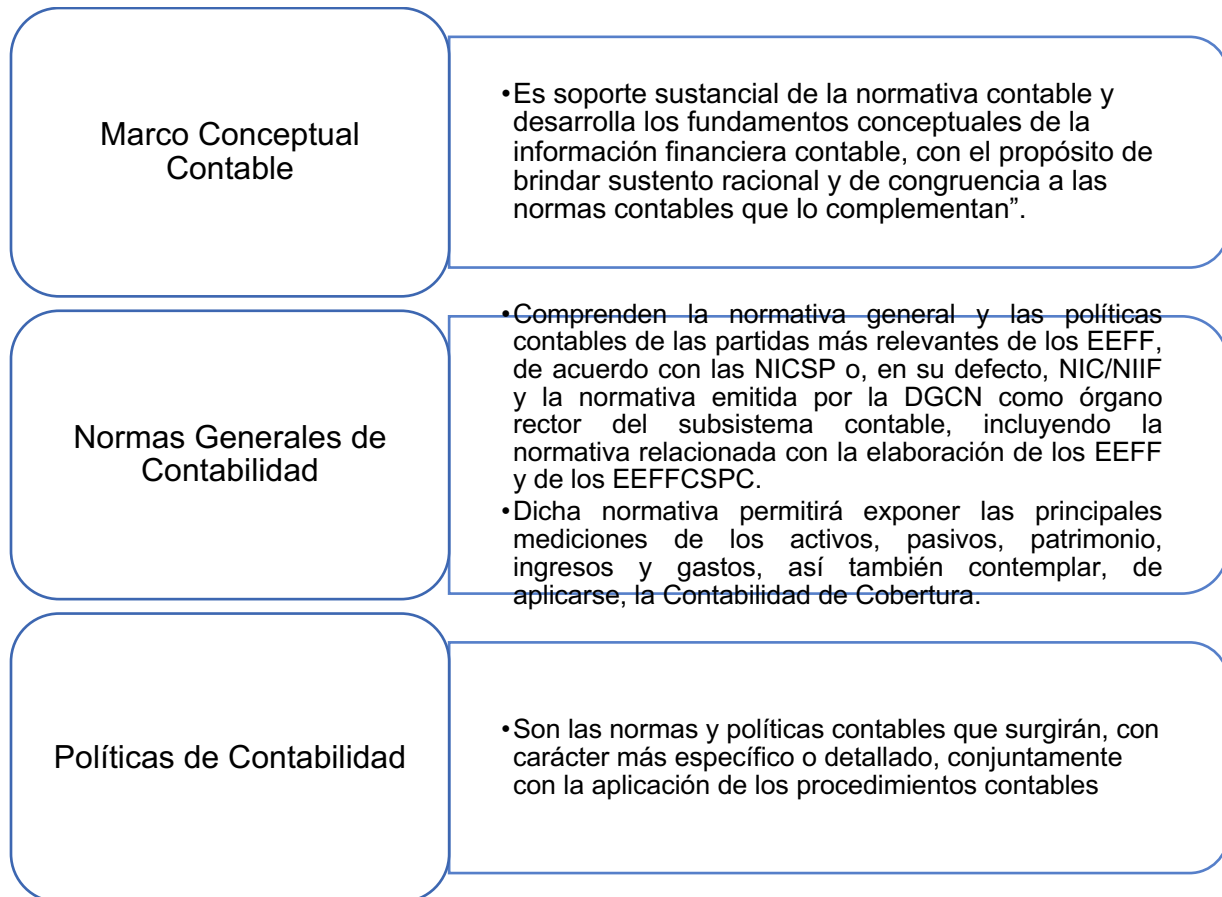 Marco Conceptual
Contable
•Es soporte sustancial de la normativa contable y
desarrolla los fundamentos conceptuales de la
información financiera contable, con el propósito de
brindar sustento racional y de congruencia a las
normas contables que lo complementan”.
Normas Generales de
Contabilidad
•Comprenden la normativa general y las políticas
contables de las partidas más relevantes de los EEFF,
de acuerdo con las NICSP o, en su defecto, NIC/NIIF
y la normativa emitida por la DGCN como órgano
rector del subsistema contable, incluyendo la
normativa relacionada con la elaboración de los EEFF
y de los EEFFCSPC.
•Dicha normativa permitirá exponer las principales
mediciones de los activos, pasivos, patrimonio,
ingresos y gastos, así también contemplar, de
aplicarse, la Contabilidad de Cobertura.
Políticas de Contabilidad
•Son las normas y políticas contables que surgirán, con
carácter más específico o detallado, conjuntamente
con la aplicación de los procedimientos contables